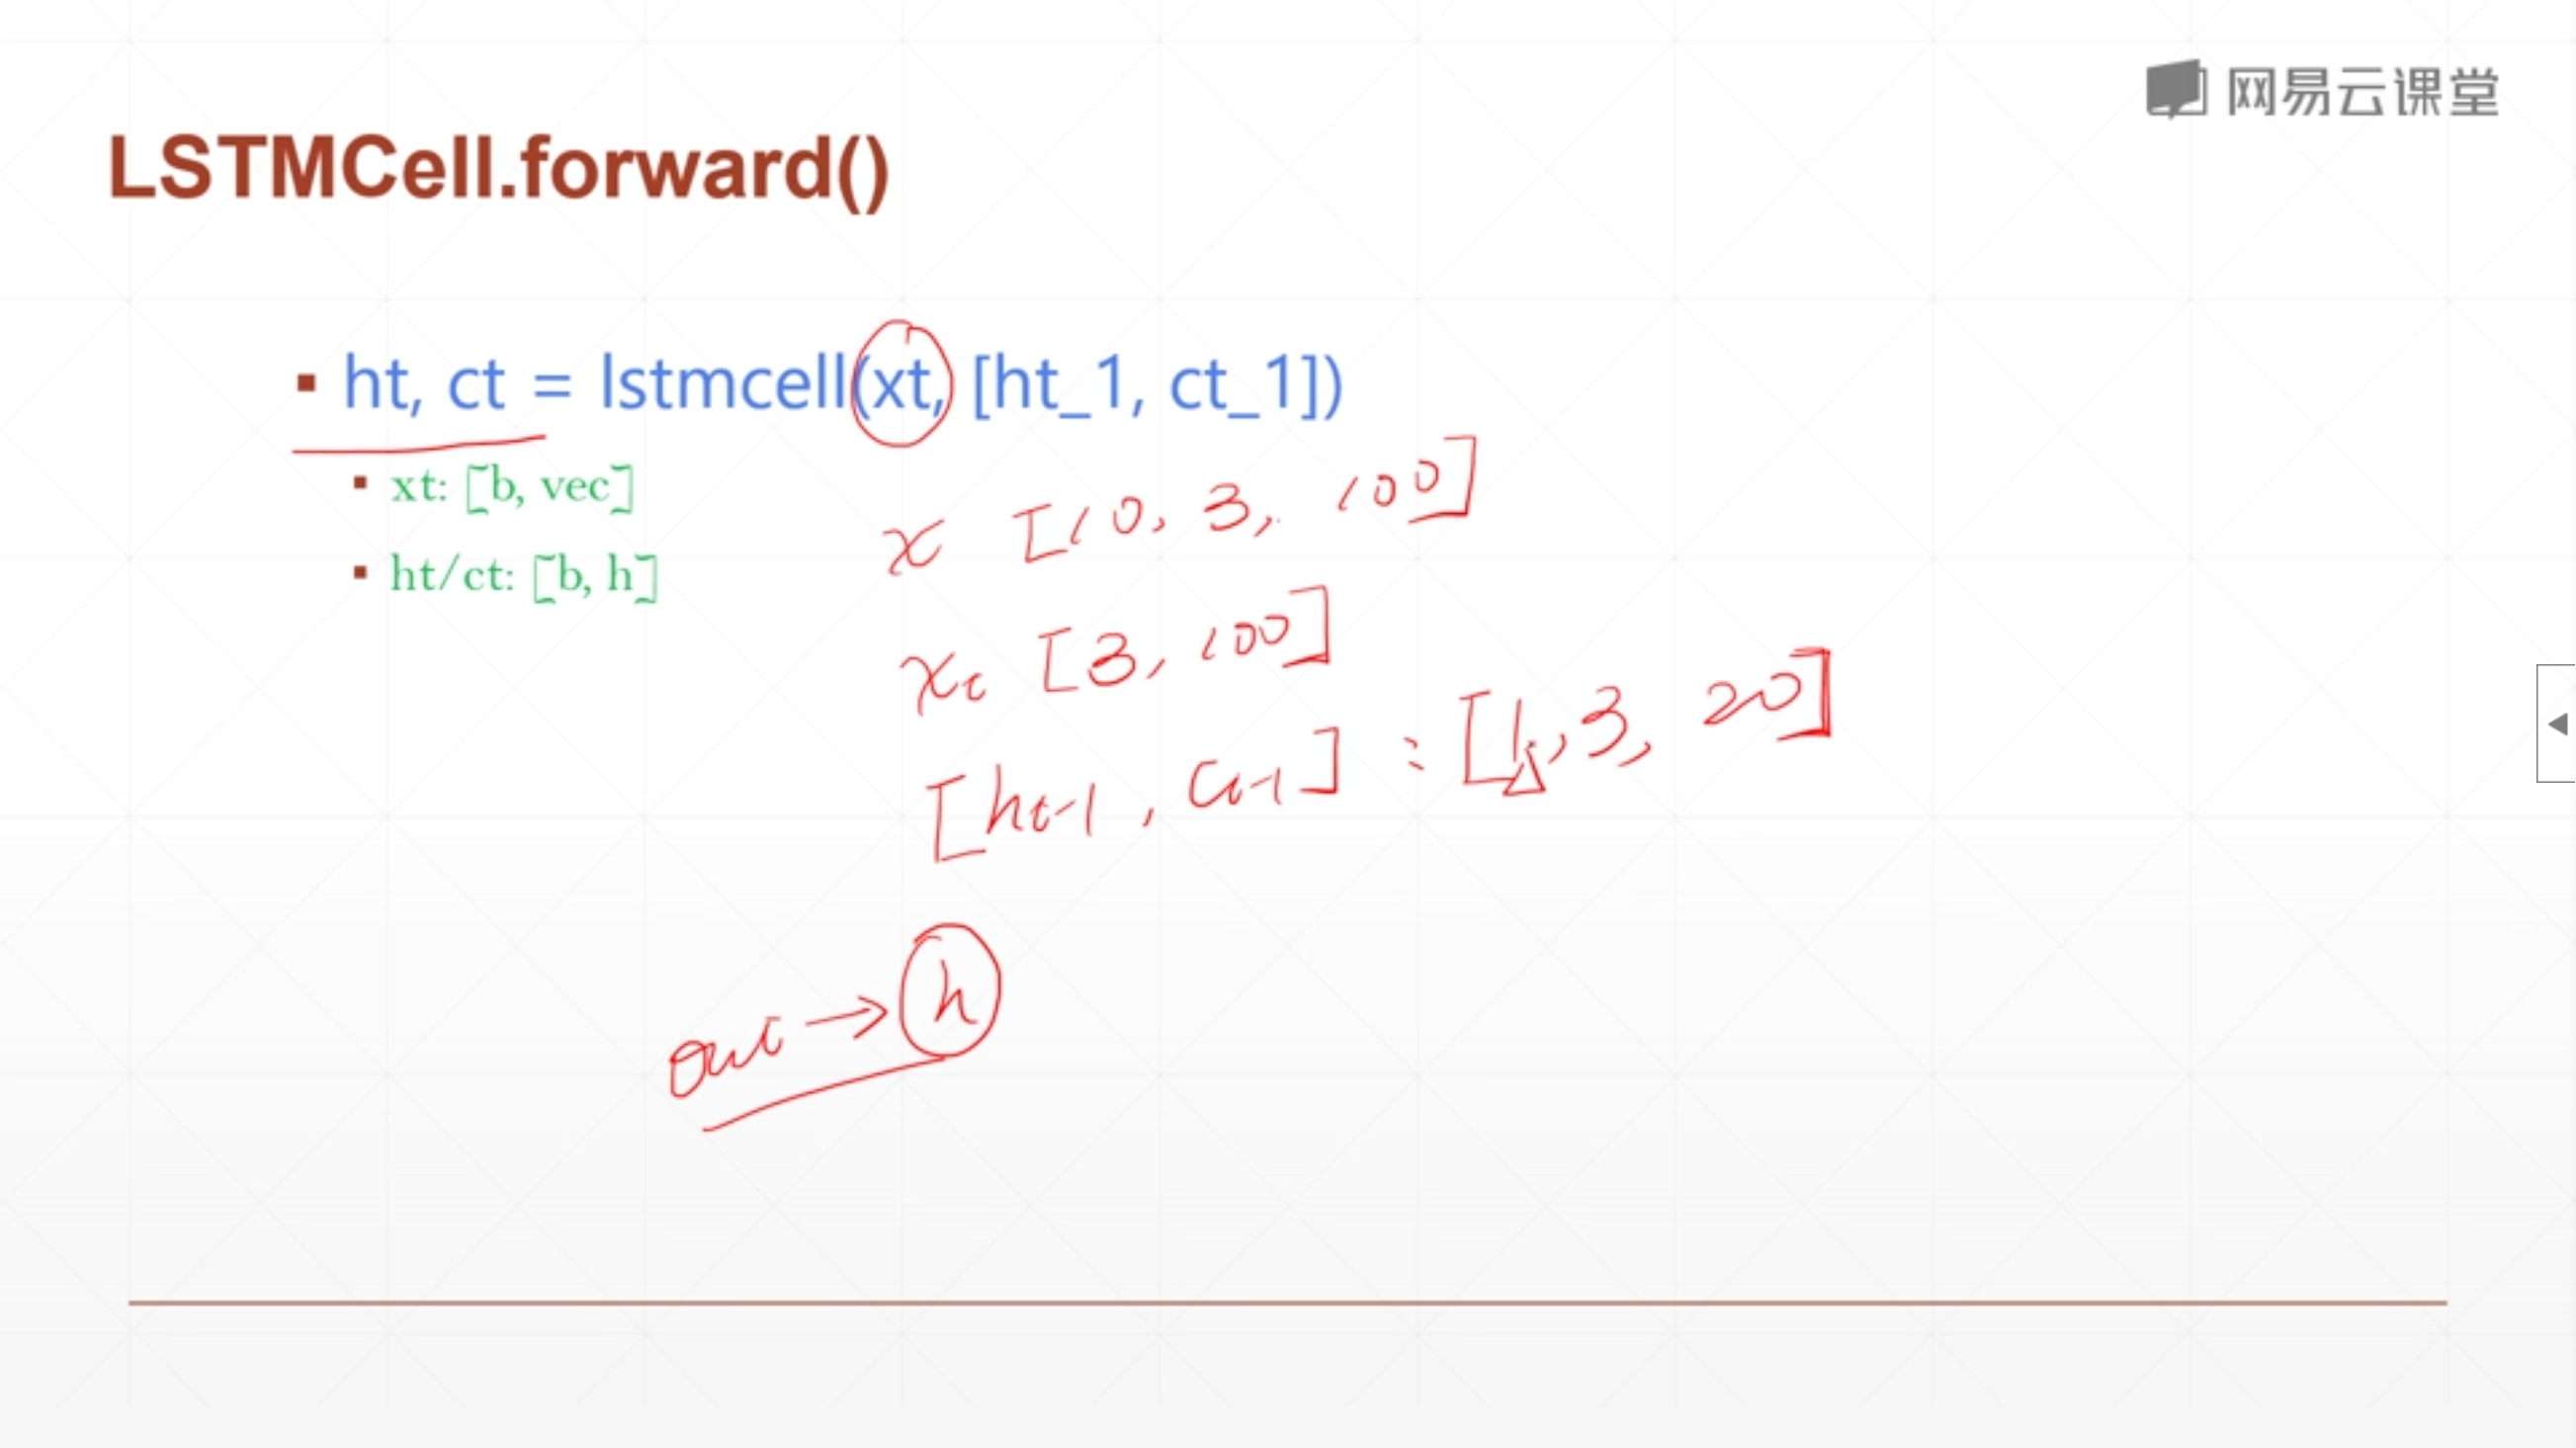 网易云课堂
LSTMCell.forward()
▪ ht, ct = lstmcell(xt, [ht_1, ct_1])
▪ xt: [b, vec]
▪ ht/ct: [b, h]
x [10, 3, 100]
xt [3, 100]
[ht-1, ct-1] : [1, 3, 20]
out → h